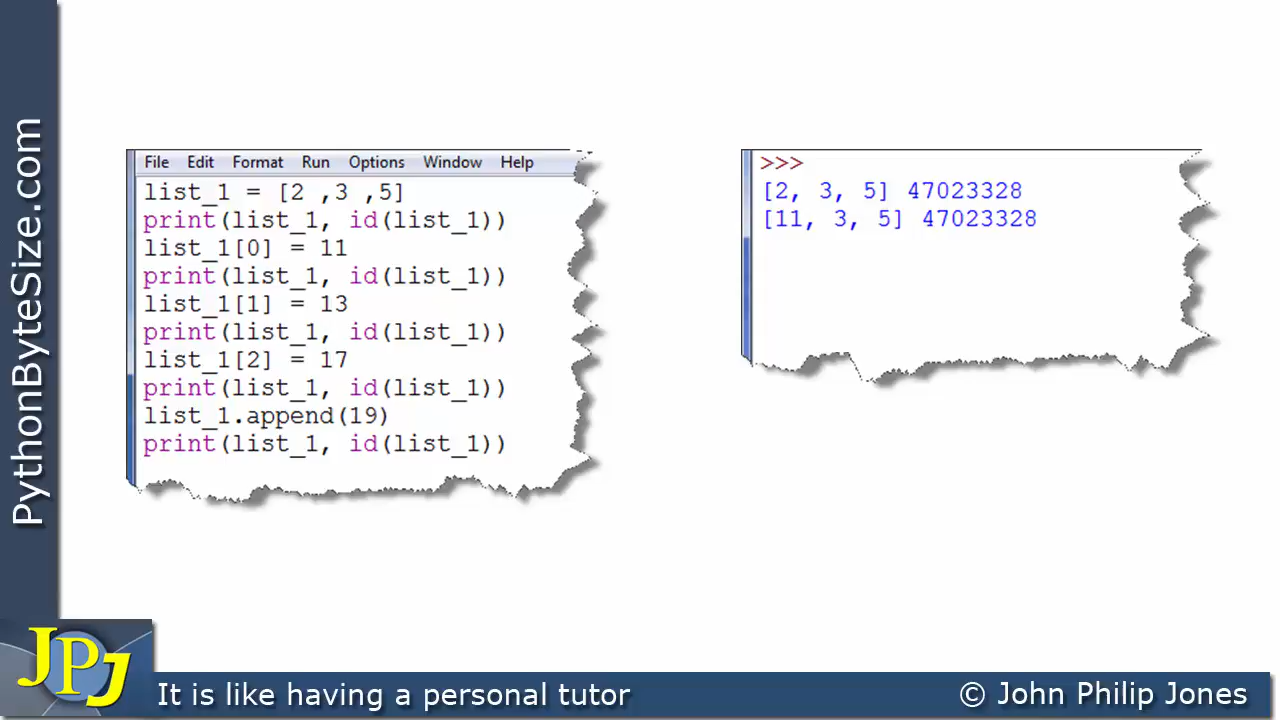 PythonByteSize.com
File Edit Format Run Options Window Help
list_1 = [2 ,3 ,5]
print(list_1, id(list_1))
list_1[0] = 11
print(list_1, id(list_1))
list_1[1] = 13
print(list_1, id(list_1))
list_1[2] = 17
print(list_1, id(list_1))
list_1.append(19)
print(list_1, id(list_1))
>>>
[2, 3, 5] 47023328
[11, 3, 5] 47023328
JPJ
It is like having a personal tutor
© John Philip Jones